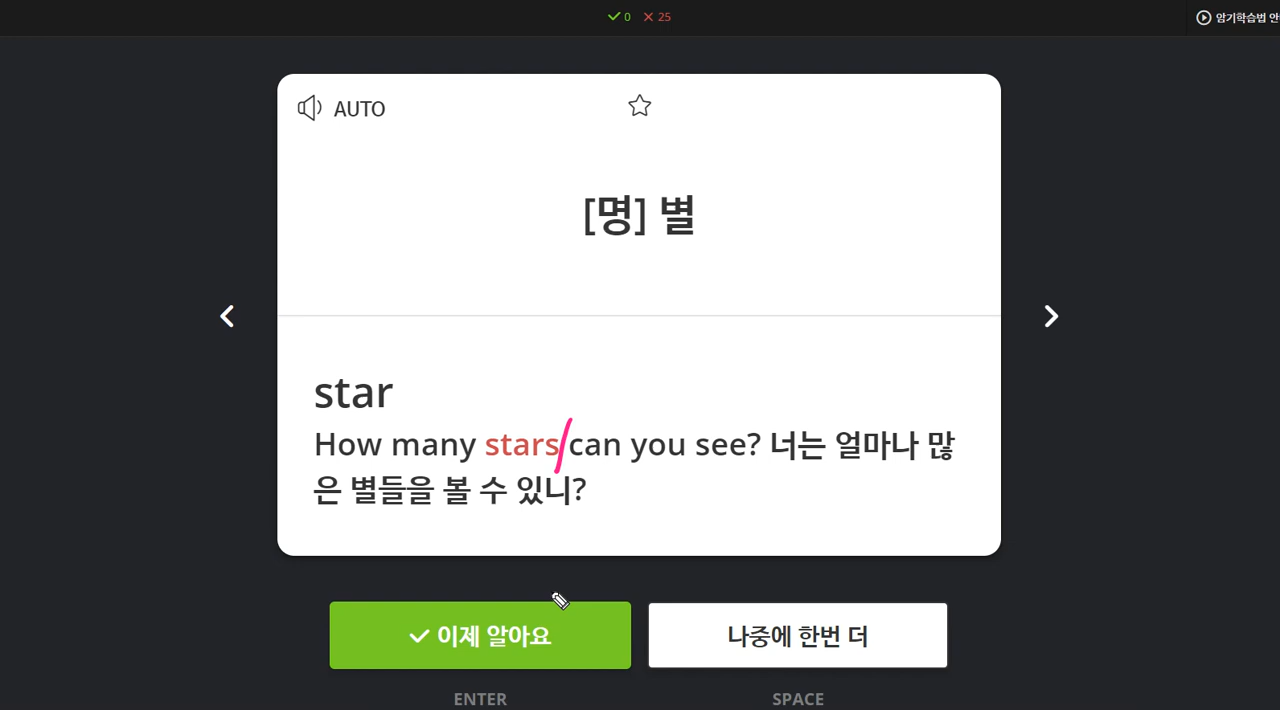 0 25
암기학습법 안
AUTO
[명] 별
star
How many stars can you see? 너는 얼마나 많
은 별들을 볼 수 있니?
이제 알아요 나중에 한번 더
ENTER SPACE